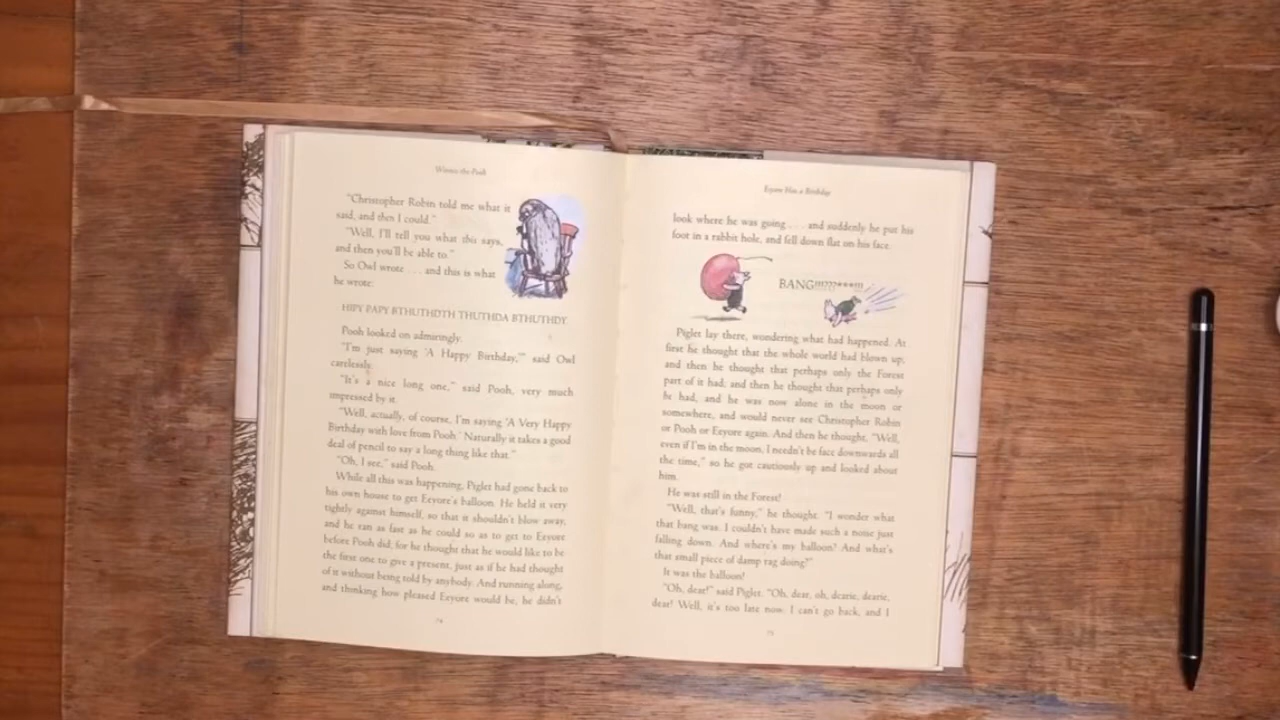 Winnie-the-Pooh
"Christopher Robin told me what it
said, and then I could."
"Well, I'll tell you what this says,
and then you'll be able to."
So Owl wrote . . . and this is what
he wrote:
HIPY PAPY BTHUTHDTH THUTHDA BTHUTHDY.
Pooh looked on admiringly.
"I'm just saying 'A Happy Birthday,'" said Owl
carelessly.
"It's a nice long one," said Pooh, very much
impressed by it.
"Well, actually, of course, I'm saying 'A Very Happy
Birthday with love from Pooh.' Naturally it takes a good
deal of pencil to say a long thing like that."
"Oh, I see," said Pooh.
While all this was happening, Piglet had gone back to
his own house to get Eeyore's balloon. He held it very
tightly against himself, so that it shouldn't blow away,
and he ran as fast as he could so as to get to Eeyore
before Pooh did; for he thought that he would like to be
the first one to give a present, just as if he had thought
of it without being told by anybody. And running along,
and thinking how pleased Eeyore would be, he didn't
74
Eeyore Has a Birthday
look where he was going . . . and suddenly he put his
foot in a rabbit hole, and fell down flat on his face.
BANG!!!???***!!!
Piglet lay there, wondering what had happened. At
first he thought that the whole world had blown up;
and then he thought that perhaps only the Forest
part of it had; and then he thought that perhaps only
he had, and he was now alone in the moon or
somewhere, and would never see Christopher Robin
or Pooh or Eeyore again. And then he thought, "Well,
even if I'm in the moon, I needn't be face downwards all
the time," so he got cautiously up and looked about
him.
He was still in the Forest!
"Well, that's funny," he thought. "I wonder what
that bang was. I couldn't have made such a noise just
falling down. And where's my balloon? And what's
that small piece of damp rag doing?"
It was the balloon!
"Oh, dear!" said Piglet. "Oh, dear, oh, dearie, dearie,
dear! Well, it's too late now. I can't go back, and I
75